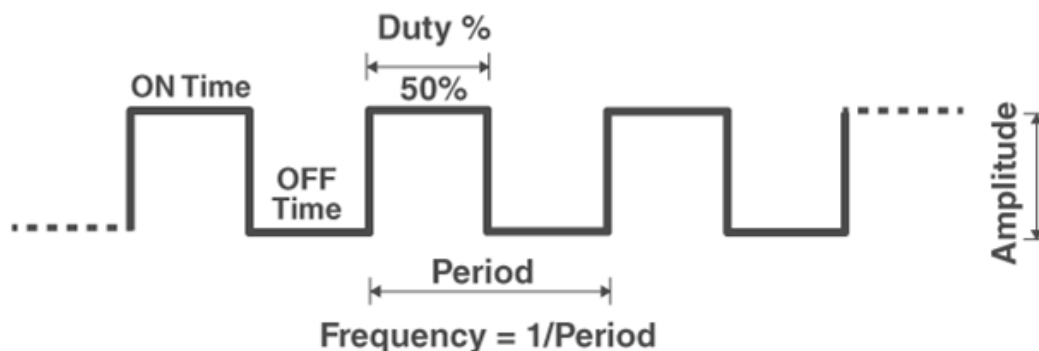 Duty %
ON Time
50%
OFF
Time
Amplitude
Period
Frequency = 1/Period